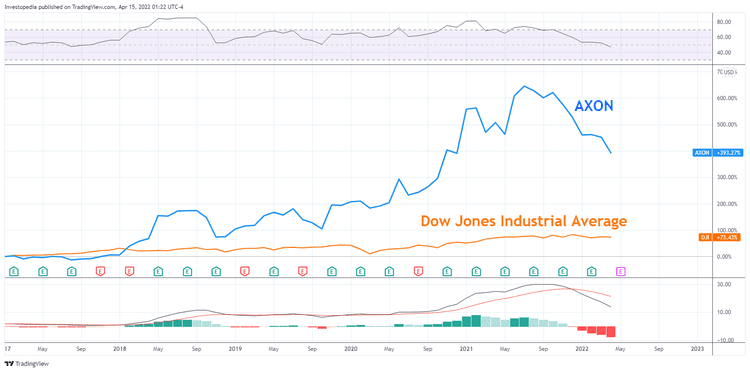 Investopedia published on TradingView.com, Apr 15, 2022 01:22 UTC-4
80.00
60.00
40.00
USD
600.00%
500.00%
AXON
400.00%
AXON +393.27%
300.00%
200.00%
Dow Jones Industrial Average
100.00%
DJI +73.43%
0.00%
E E E E E E E E E E E E E E E E E E E E E E
30.00
10.00
-10.00
17 May Sep 2018 May Sep 2019 May Sep 2020 May Sep 2021 May Sep 2022 May Sep 2023
TradingView